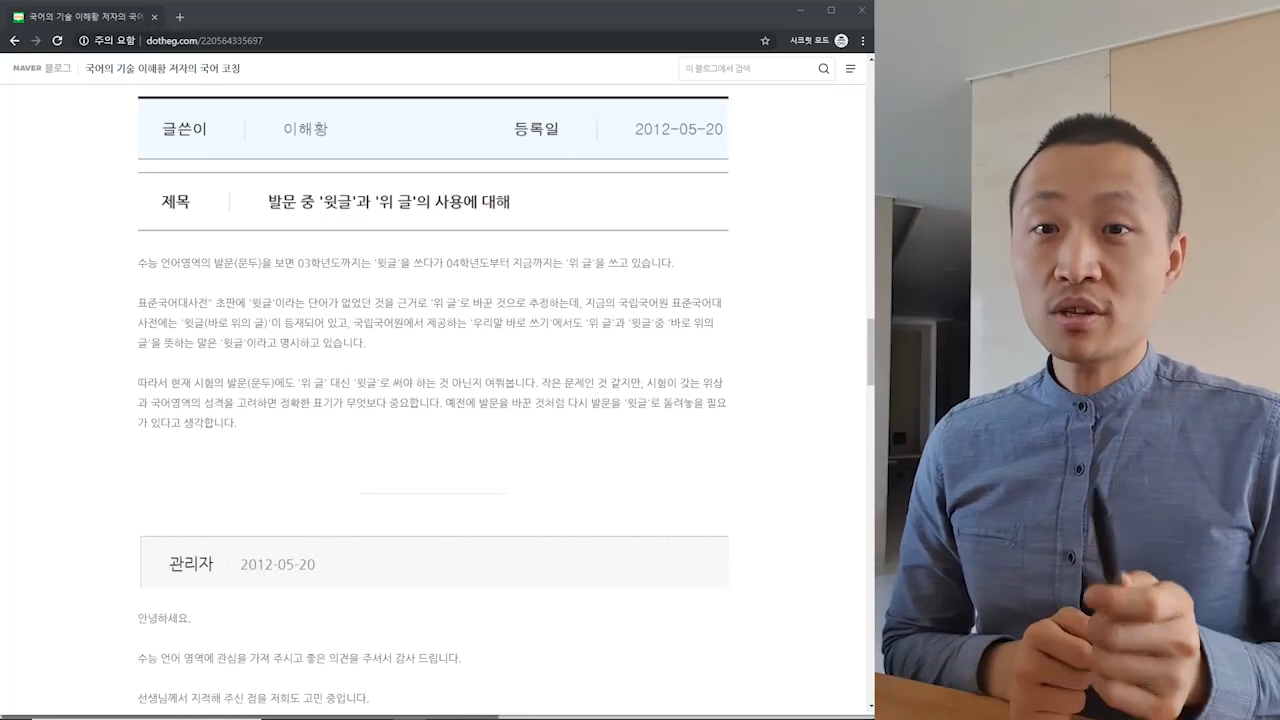 국어의 기술 이해황 저자의 국어
주의 요함 dotheg.com/220564335697 시크릿 모드
NAVER 블로그 국어의 기술 이해황 저자의 국어 코칭 이 블로그에서 검색
글쓴이 이해황 등록일 2012-05-20
제목 발문 중 '윗글'과 '위 글'의 사용에 대해
수능 언어영역의 발문(문두)을 보면 03학년도까지는 '윗글'을 쓰다가 04학년도부터 지금까지는 '위 글'을 쓰고 있습니다.
표준국어대사전" 초판에 '윗글'이라는 단어가 없었던 것을 근거로 '위 글'로 바꾼 것으로 추정하는데, 지금의 국립국어원 표준국어대
사전에는 '윗글(바로 위의 글)'이 등재되어 있고, 국립국어원에서 제공하는 '우리말 바로 쓰기'에서도 '위 글'과 '윗글'중 '바로 위의
글'을 뜻하는 말은 '윗글'이라고 명시하고 있습니다.
따라서 현재 시험의 발문(문두)에도 '위 글' 대신 '윗글'로 써야 하는 것 아닌지 여쭤봅니다. 작은 문제인 것 같지만, 시험이 갖는 위상
과 국어영역의 성격을 고려하면 정확한 표기가 무엇보다 중요합니다. 예전에 발문을 바꾼 것처럼 다시 발문을 '윗글'로 돌려놓을 필요
가 있다고 생각합니다.
관리자 2012-05-20
안녕하세요.
수능 언어 영역에 관심을 가져 주시고 좋은 의견을 주셔서 감사 드립니다.
선생님께서 지적해 주신 점을 저희도 고민 중입니다.